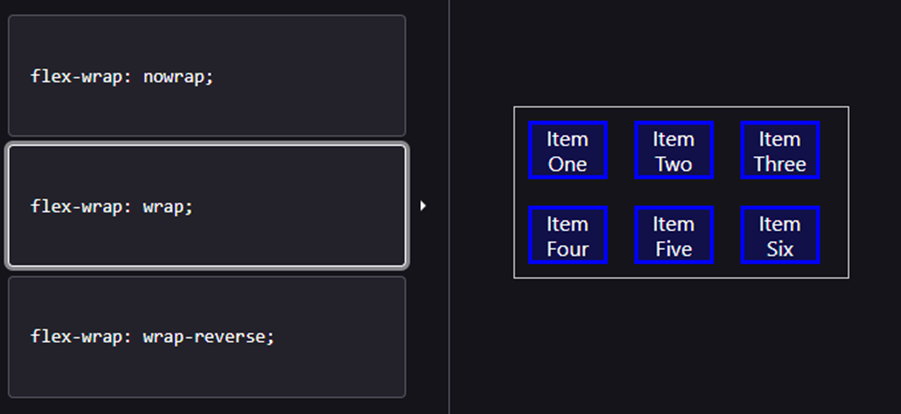 flex-wrap: nowrap;
flex-wrap: wrap;
flex-wrap: wrap-reverse;
Item Item Item
One Two Three
Item Item Item
Four Five Six